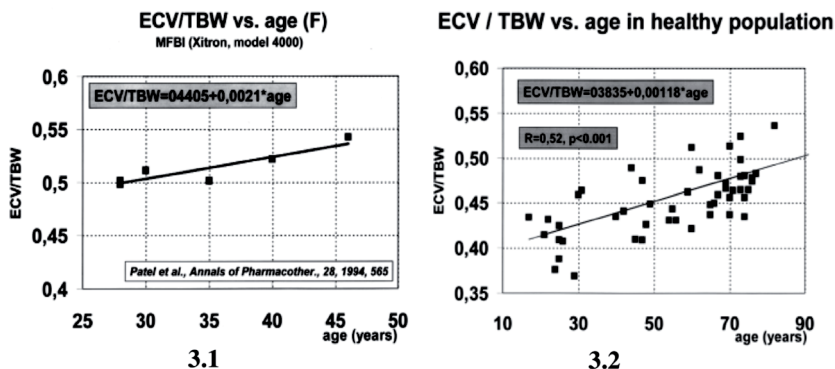 ECV/TBW vs. age (F)
MFBI (Xitron, model 4000)
0,6
0,55
0,5
0,45
0,4
ECV/TBW
ECV/TBW=04405+0,0021*age
Patel et al., Annals of Pharmacother., 28, 1994, 565
25 30 35 40 45 50
age (years)
3.1
ECV / TBW vs. age in healthy population
0,60
0,55
0,50
0,45
0,40
0,35
ECV/TBW
ECV/TBW=03835+0,00118*age
R=0,52, p<0.001
10 30 50 70 90
age (years)
3.2